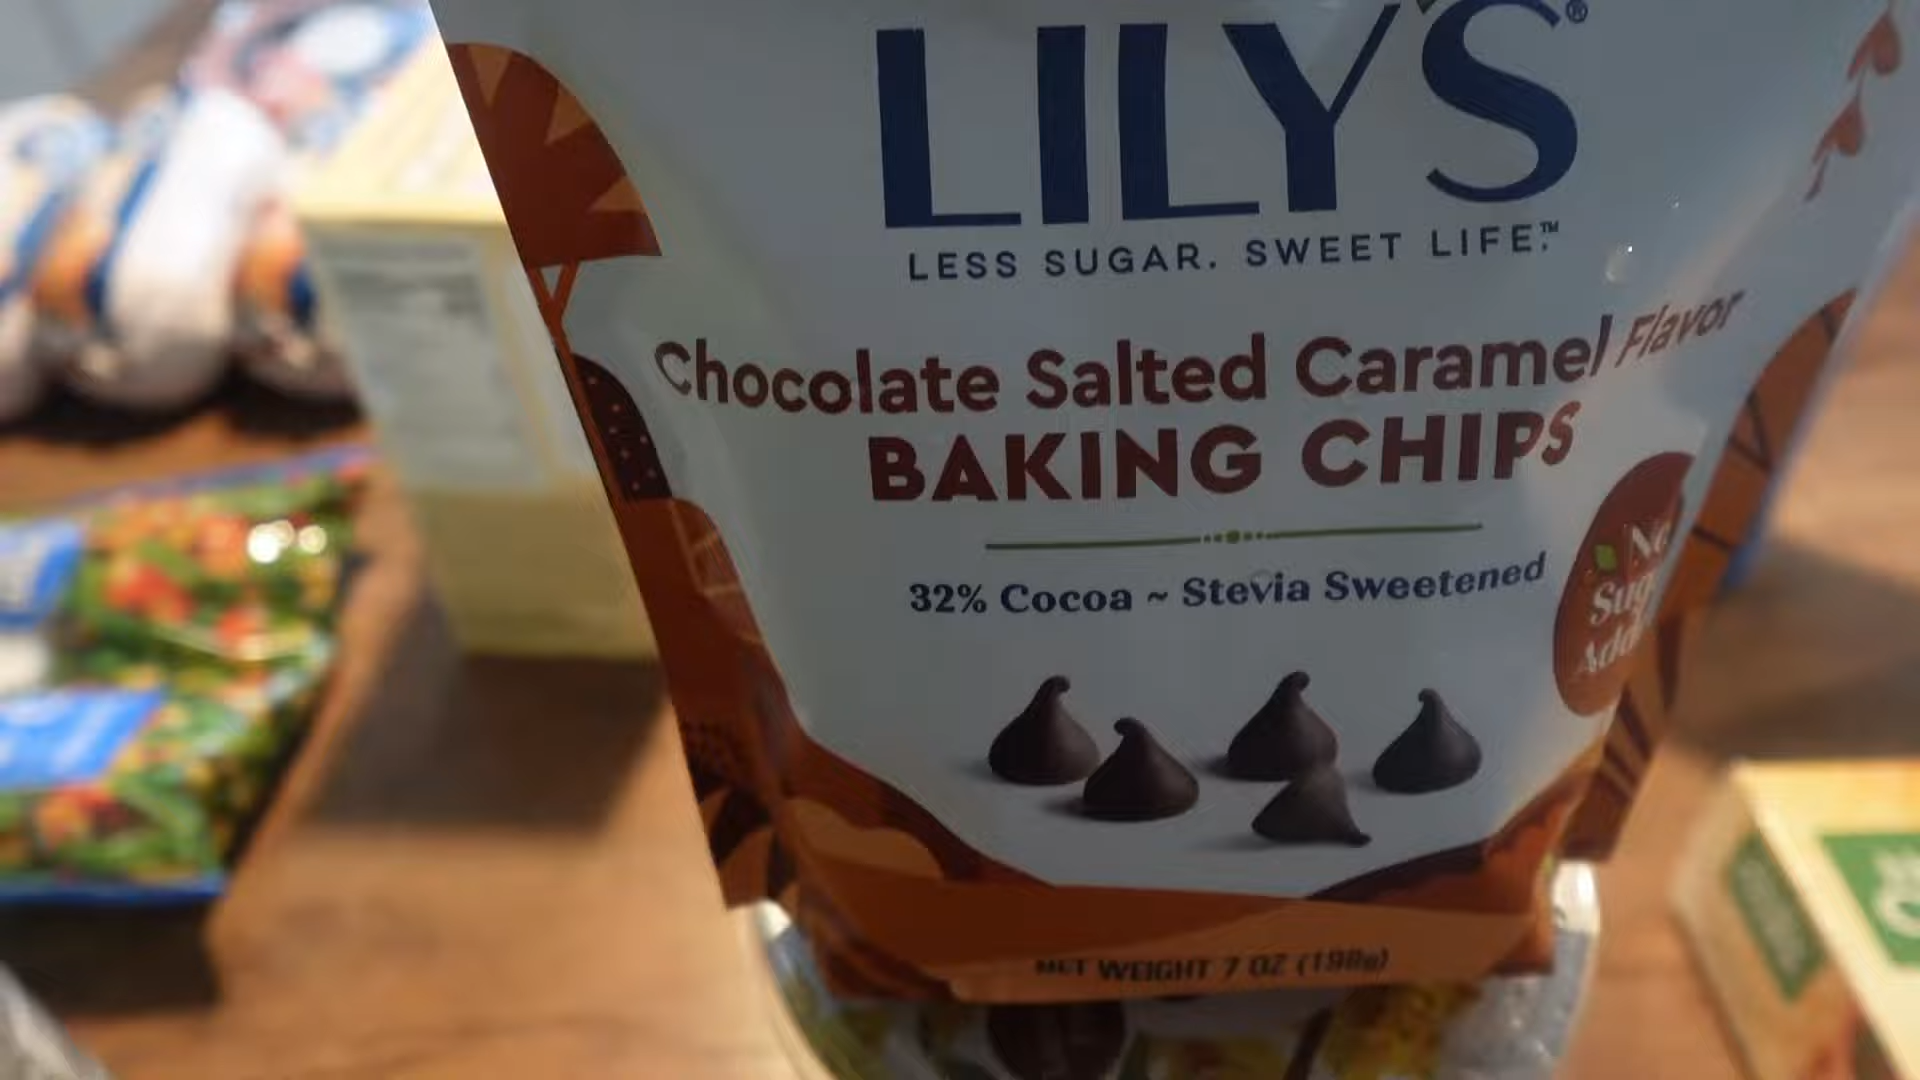 LILY'S®
LESS SUGAR. SWEET LIFE.™
Chocolate Salted Caramel Flavor
BAKING CHIPS
32% Cocoa ~ Stevia Sweetened
No
NET WEIGHT 7 OZ (198g)